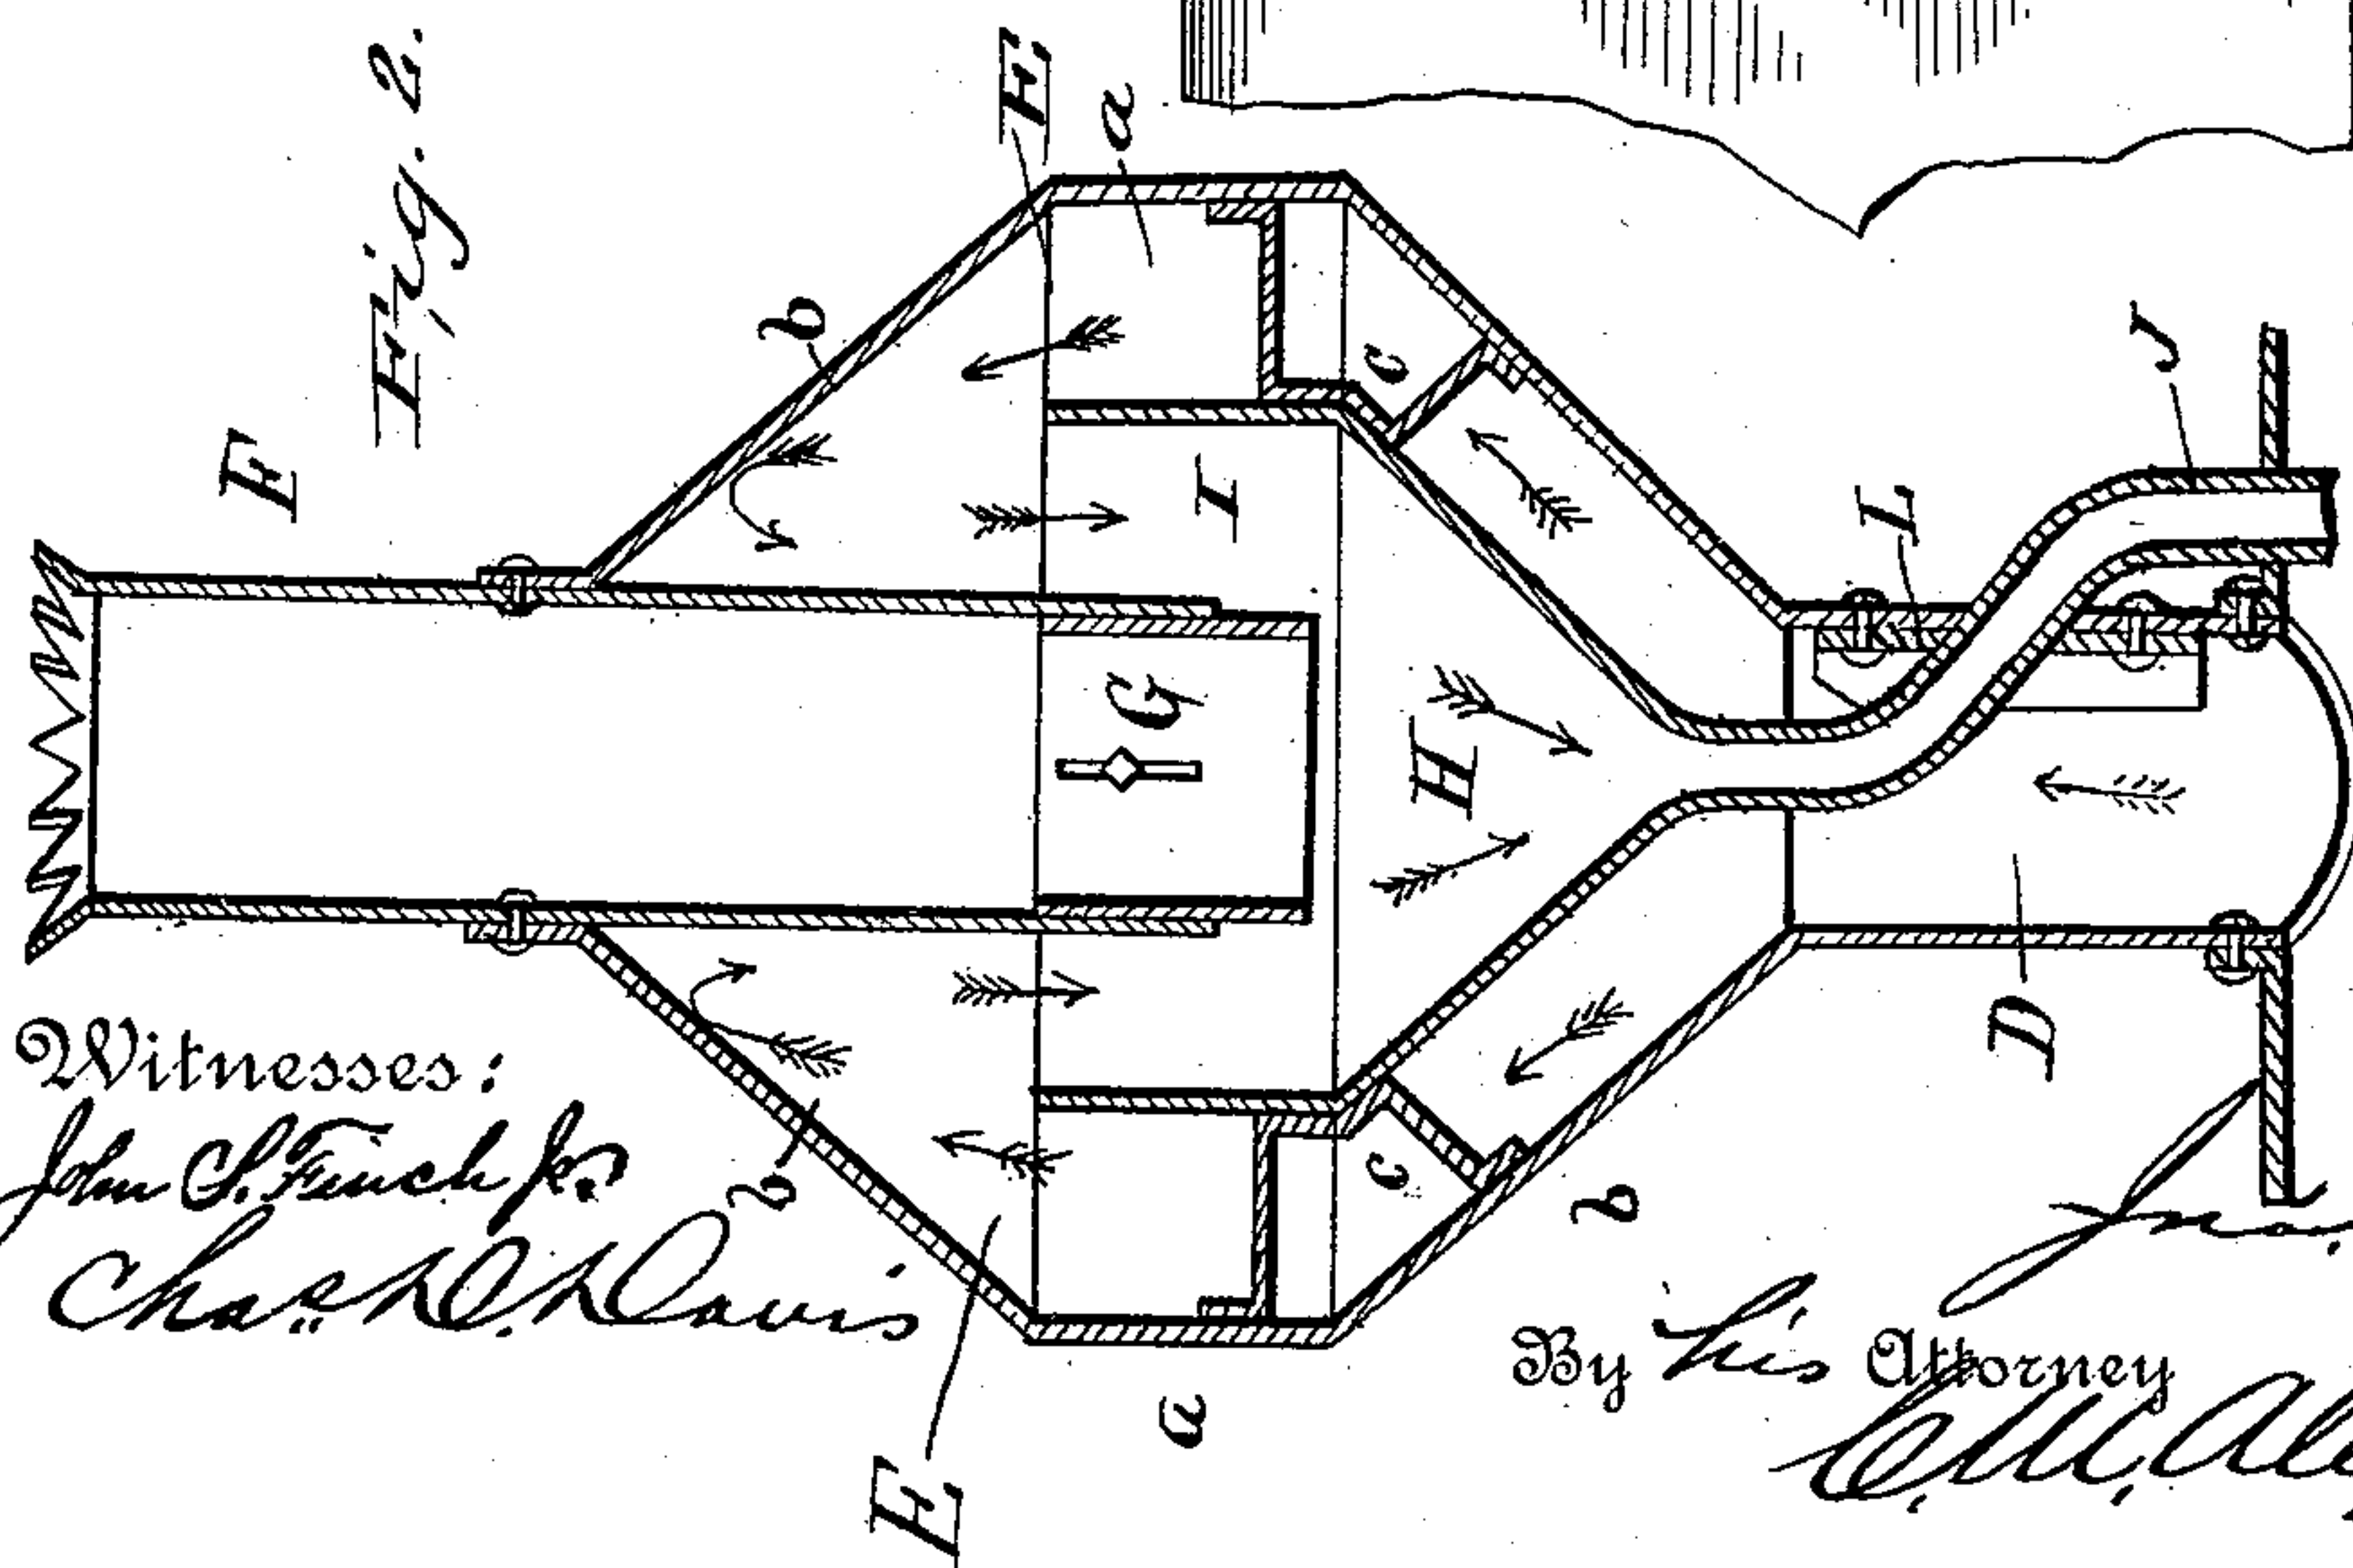 Fig. 2.
F
F.
a
b
c
J
I
L
G
H
D
b
c
b
E
a
Witnesses:
John S. Finch Jr.
Chas. D. Davis
By his Attorney